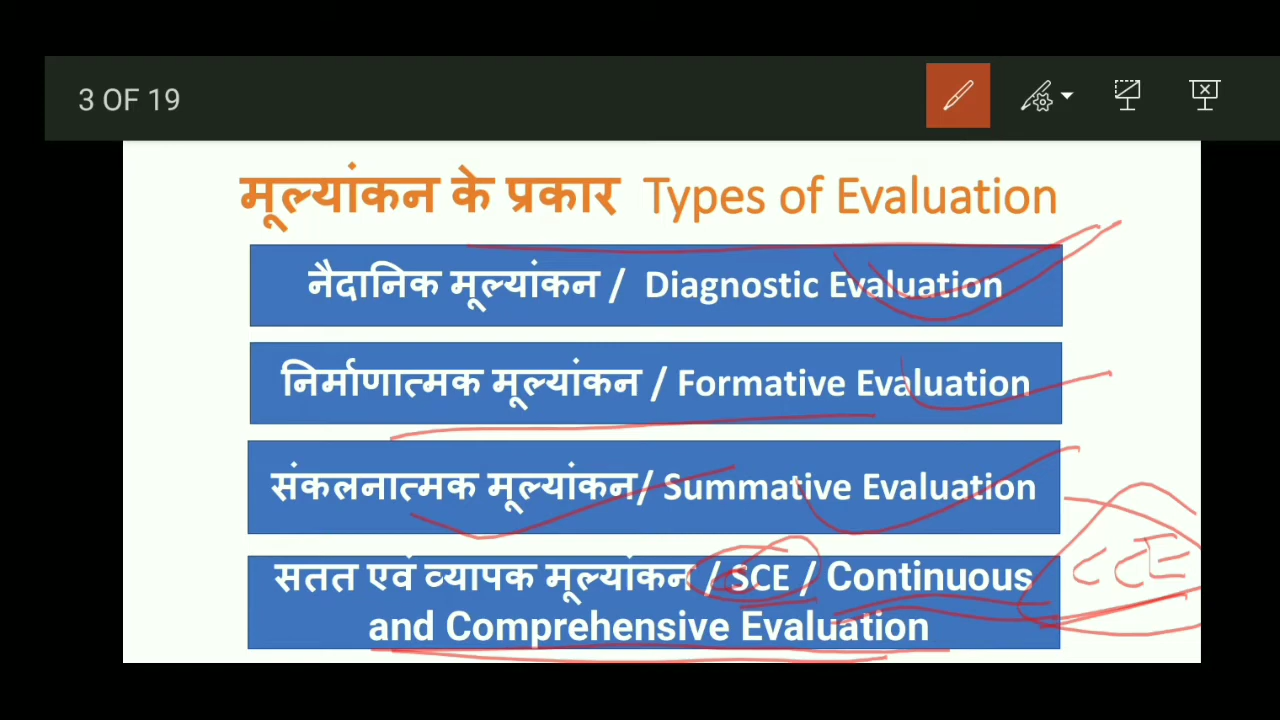 3 OF 19
मूल्यांकन के प्रकार Types of Evaluation
नैदानिक मूल्यांकन / Diagnostic Evaluation
निर्माणात्मक मूल्यांकन / Formative Evaluation
संकलनात्मक मूल्यांकन/ Summative Evaluation
सतत एवं व्यापक मूल्यांकन / SCE / Continuous
and Comprehensive Evaluation
CCE